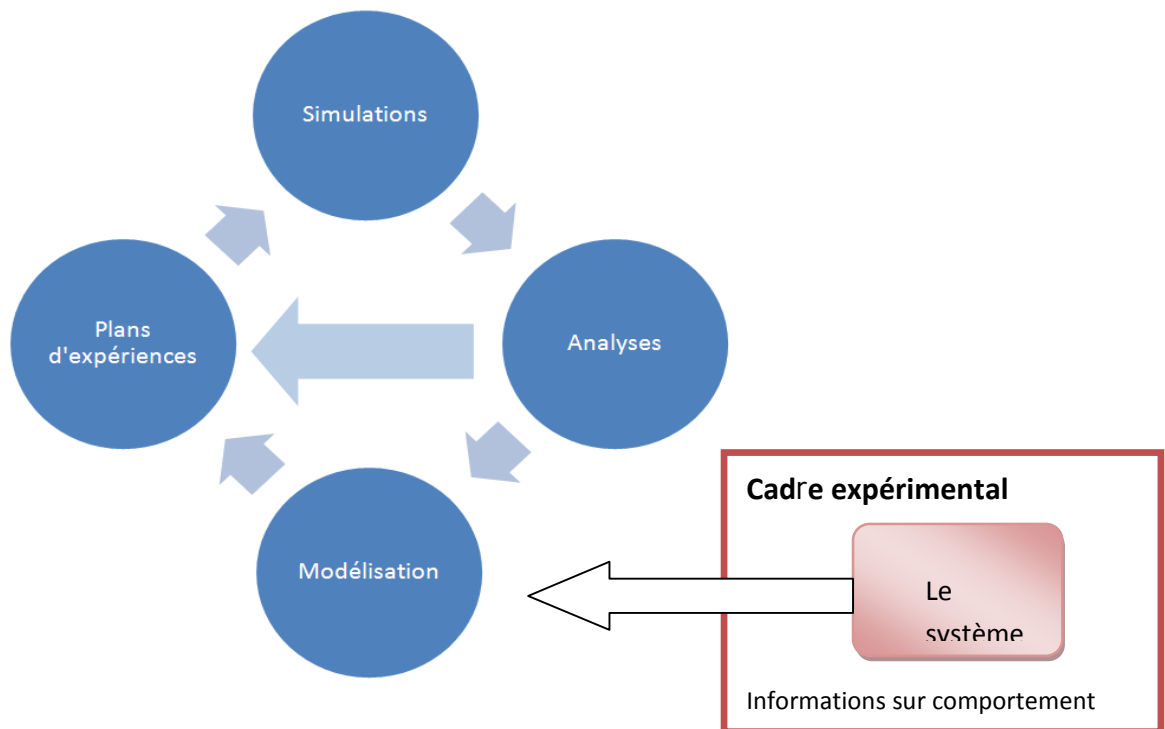 Simulations
Plans
d'expériences
Analyses
Modélisation
Cadre expérimental
Le
système
Informations sur comportement